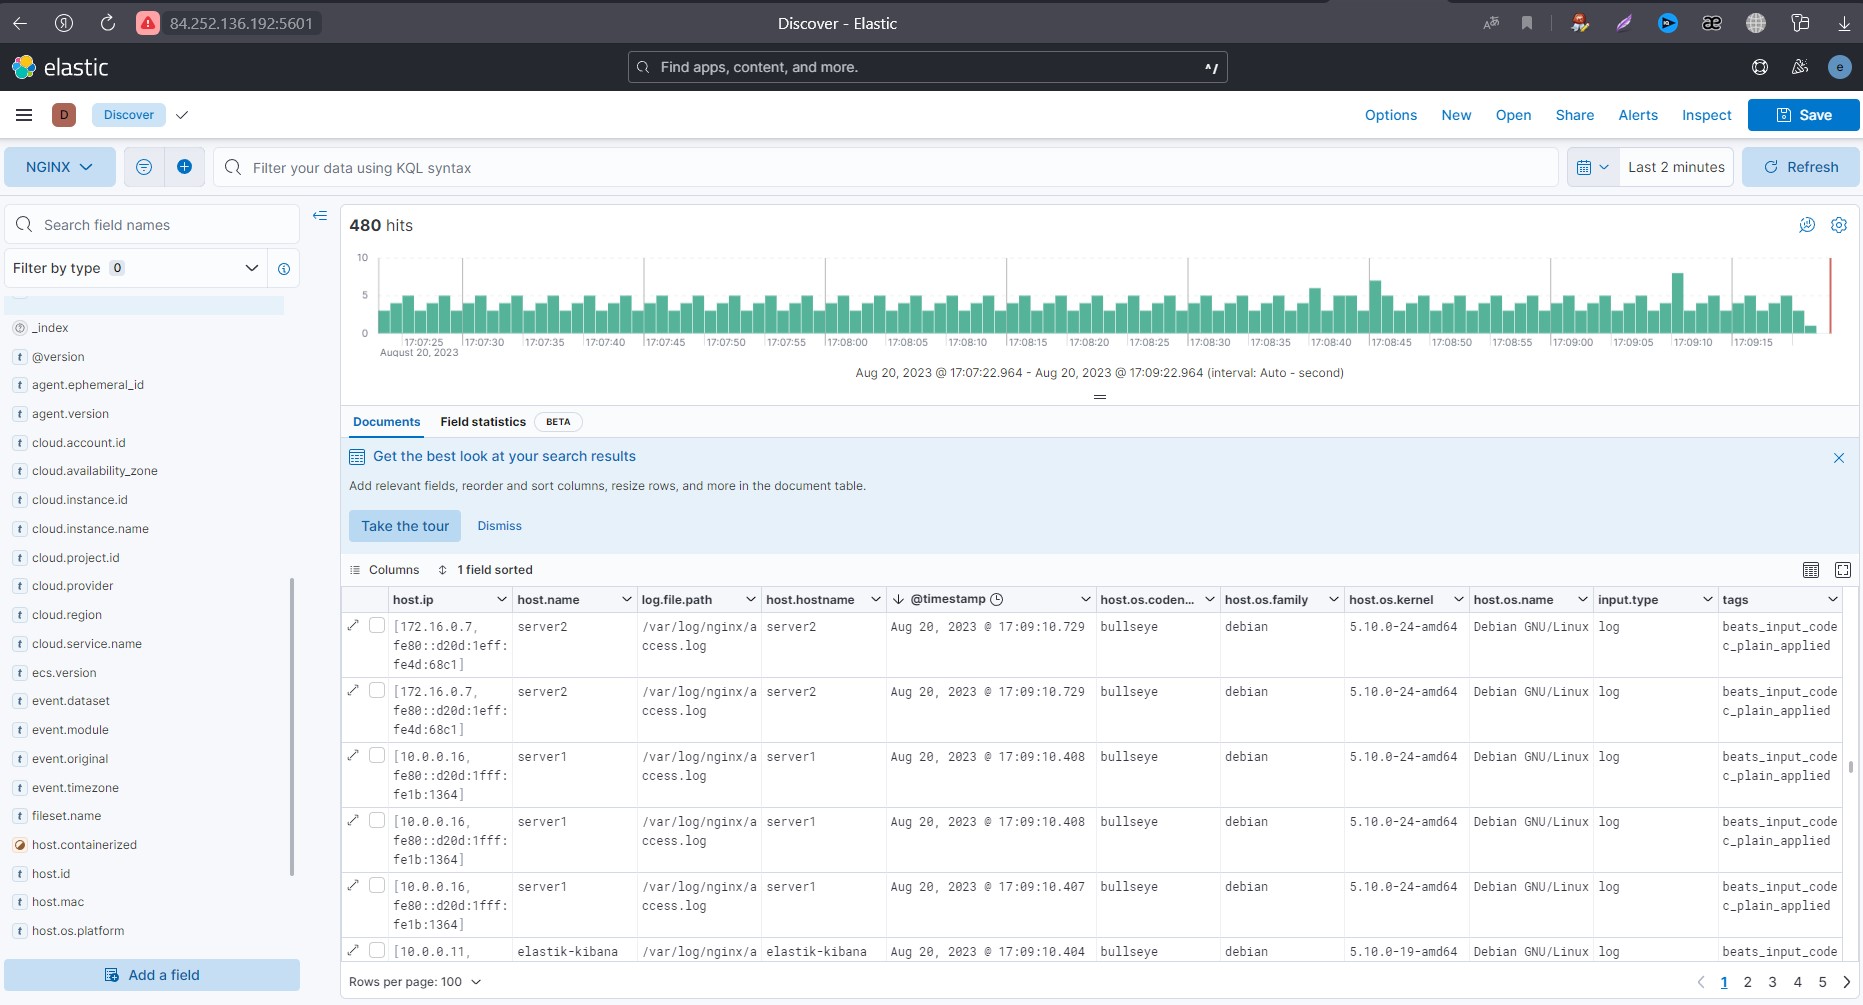 84.252.136.192:5601
Discover - Elastic
elastic
Find apps, content, and more.
^/
e
D
Discover
Options
New
Open
Share
Alerts
Inspect
Save
NGINX
Filter your data using KQL syntax
Last 2 minutes
Refresh
Search field names
Filter by type 0
_index
@version
agent.ephemeral_id
agent.version
cloud.account.id
cloud.availability_zone
cloud.instance.id
cloud.instance.name
cloud.project.id
cloud.provider
cloud.region
cloud.service.name
ecs.version
event.dataset
event.module
event.original
event.timezone
fileset.name
host.containerized
host.id
host.mac
host.os.platform
Add a field
480 hits
10
5
0
17:07:25 17:07:30 17:07:35 17:07:40 17:07:45 17:07:50 17:07:55 17:08:00 17:08:05 17:08:10 17:08:15 17:08:20 17:08:25 17:08:30 17:08:35 17:08:40 17:08:45 17:08:50 17:08:55 17:09:00 17:09:05 17:09:10 17:09:15
August 20, 2023
Aug 20, 2023 @ 17:07:22.964 - Aug 20, 2023 @ 17:09:22.964 (interval: Auto - second)
Documents
Field statistics
BETA
Get the best look at your search results
Add relevant fields, reorder and sort columns, resize rows, and more in the document table.
Take the tour
Dismiss
Columns
1 field sorted
host.ip host.name log.file.path host.hostname @timestamp host.os.coden... host.os.family host.os.kernel host.os.name input.type tags
[172.16.0.7, server2 /var/log/nginx/a server2 Aug 20, 2023 @ 17:09:10.729 bullseye debian 5.10.0-24-amd64 Debian GNU/Linux log beats_input_code
fe80::d20d:1eff: ccess.log c_plain_applied
fe4d:68c1]
[172.16.0.7, server2 /var/log/nginx/a server2 Aug 20, 2023 @ 17:09:10.729 bullseye debian 5.10.0-24-amd64 Debian GNU/Linux log beats_input_code
fe80::d20d:1eff: ccess.log c_plain_applied
fe4d:68c1]
[10.0.0.16, server1 /var/log/nginx/a server1 Aug 20, 2023 @ 17:09:10.408 bullseye debian 5.10.0-24-amd64 Debian GNU/Linux log beats_input_code
fe80::d20d:1fff: ccess.log c_plain_applied
fe1b:1364]
[10.0.0.16, server1 /var/log/nginx/a server1 Aug 20, 2023 @ 17:09:10.408 bullseye debian 5.10.0-24-amd64 Debian GNU/Linux log beats_input_code
fe80::d20d:1fff: ccess.log c_plain_applied
fe1b:1364]
[10.0.0.16, server1 /var/log/nginx/a server1 Aug 20, 2023 @ 17:09:10.407 bullseye debian 5.10.0-24-amd64 Debian GNU/Linux log beats_input_code
fe80::d20d:1fff: ccess.log c_plain_applied
fe1b:1364]
[10.0.0.11, elastik-kibana /var/log/nginx/a elastik-kibana Aug 20, 2023 @ 17:09:10.404 bullseye debian 5.10.0-19-amd64 Debian GNU/Linux log beats_input_code
Rows per page: 100
1 2 3 4 5